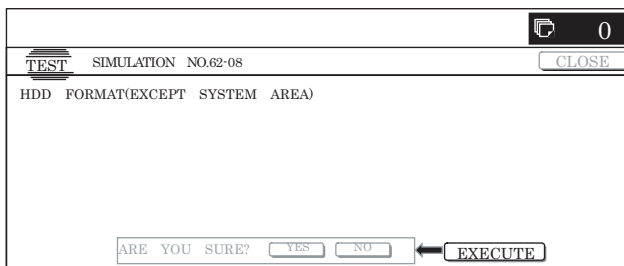 0
TEST SIMULATION NO.62-08 CLOSE
HDD FORMAT(EXCEPT SYSTEM AREA)
ARE YOU SURE? YES NO EXECUTE